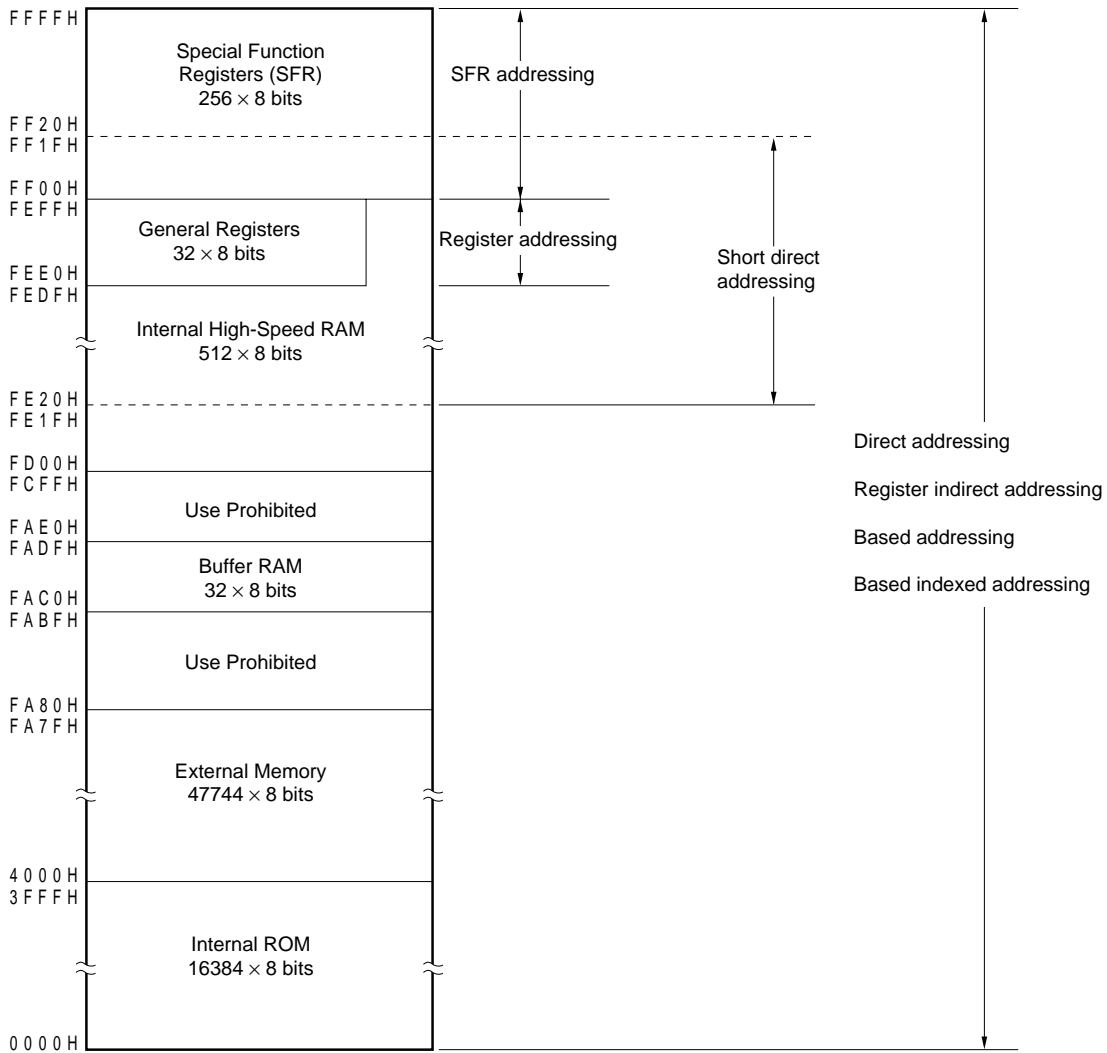 FFFFH
Special Function
Registers (SFR)
256 × 8 bits
SFR addressing
FF20H
FF1FH
FF00H
FEFFH
General Registers
32 × 8 bits
Register addressing
Short direct
addressing
FEE0H
FEDFH
Internal High-Speed RAM
512 × 8 bits
FE20H
FE1FH
Direct addressing
Register indirect addressing
Based addressing
Based indexed addressing
FD00H
FCFFH
Use Prohibited
FAE0H
FADFH
Buffer RAM
32 × 8 bits
FAC0H
FABFH
Use Prohibited
FA80H
FA7FH
External Memory
47744 × 8 bits
4000H
3FFFH
Internal ROM
16384 × 8 bits
0000H